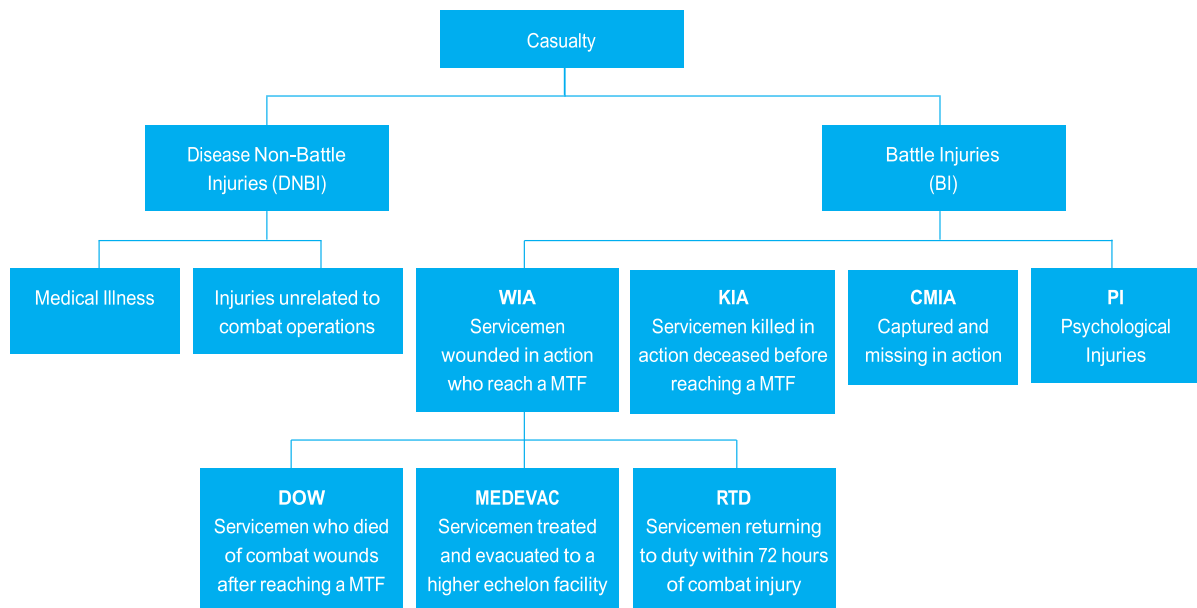 Casualty
Disease Non-Battle
Injuries (DNBI)
Battle Injuries
(BI)
Medical Illness
Injuries unrelated to
combat operations
WIA
Servicemen
wounded in action
who reach a MTF
KIA
Servicemen killed in
action deceased before
reaching a MTF
CMIA
Captured and
missing in action
PI
Psychological
Injuries
DOW
Servicemen who died
of combat wounds
after reaching a MTF
MEDEVAC
Servicemen treated
and evacuated to a
higher echelon facility
RTD
Servicemen returning
to duty within 72 hours
of combat injury